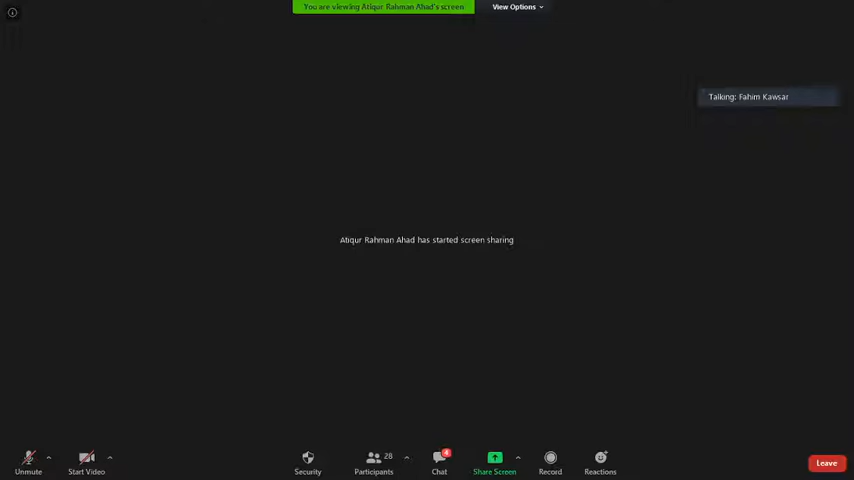 You are viewing Atiqur Rahman Ahad's screen
View Options
Talking: Fahim Kawsar
Atiqur Rahman Ahad has started screen sharing
Unmute
Start Video
Security
Participants
28
Chat
4
Share Screen
Record
Reactions
Leave